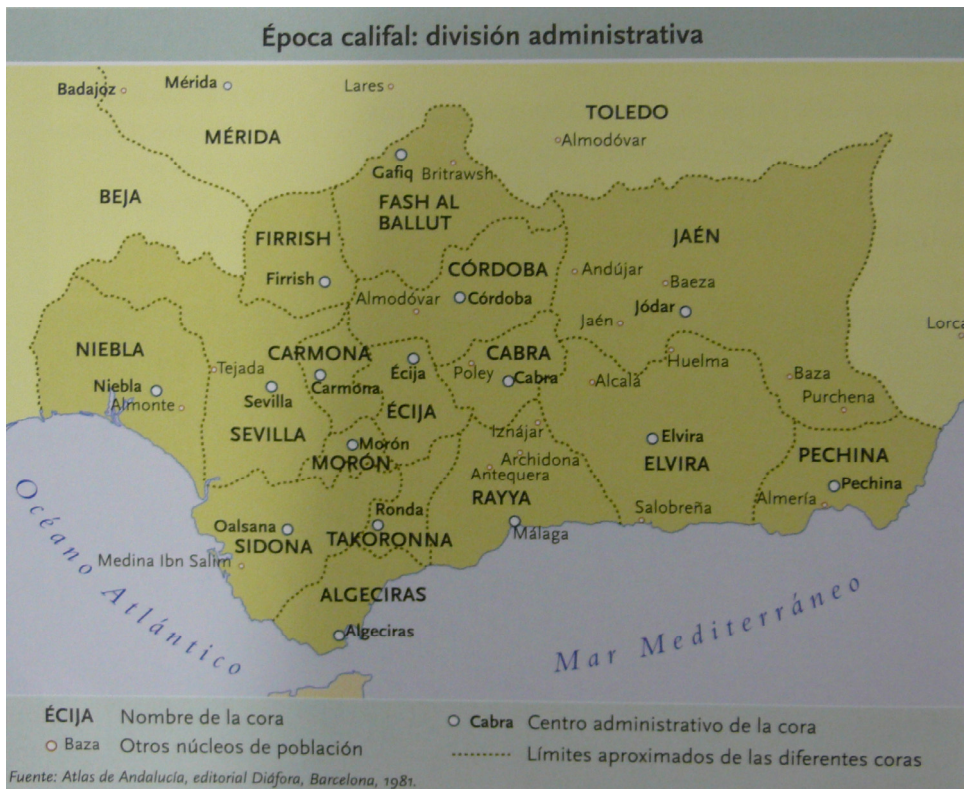 Época califal: división administrativa
Badajoz
Mérida
Lares
TOLEDO
Almodóvar
MÉRIDA
BEJA
Gafiq
Britrawsh
FASH AL
BALLUT
FIRRISH
Firrish
JAÉN
CÓRDOBA
Andújar
Baeza
Almodóvar
Córdoba
Jódar
Jaén
Lorca
NIEBLA
Tejada
CARMONA
Écija
Poley
CABRA
Huelma
Niebla
Almonte
Sevilla
Carmona
Cabra
Alcalá
Baza
Purchena
ÉCIJA
SEVILLA
Morón
MORÓN
Iznájar
Archidona
Antequera
Elvira
ELVIRA
PECHINA
Pechina
RAYYA
Almería
Océano Atlántico
Oalsana
SIDONA
Ronda
TAKORONNA
Málaga
Salobreña
Medina Ibn Salim
ALGECIRAS
Algeciras
Mar Mediterráneo
ÉCIJA Nombre de la cora
Cabra Centro administrativo de la cora
Baza Otros núcleos de población
Límites aproximados de las diferentes coras
Fuente: Atlas de Andalucía, editorial Diáfora, Barcelona, 1981.